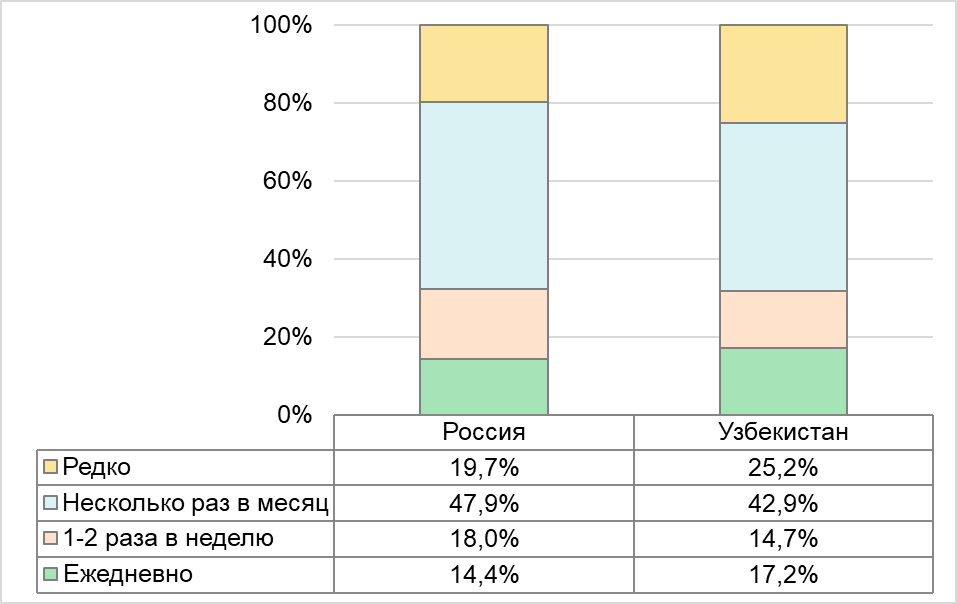 100%
80%
60%
40%
20%
0%
Россия Узбекистан
Редко 19,7% 25,2%
Несколько раз в месяц 47,9% 42,9%
1-2 раза в неделю 18,0% 14,7%
Ежедневно 14,4% 17,2%